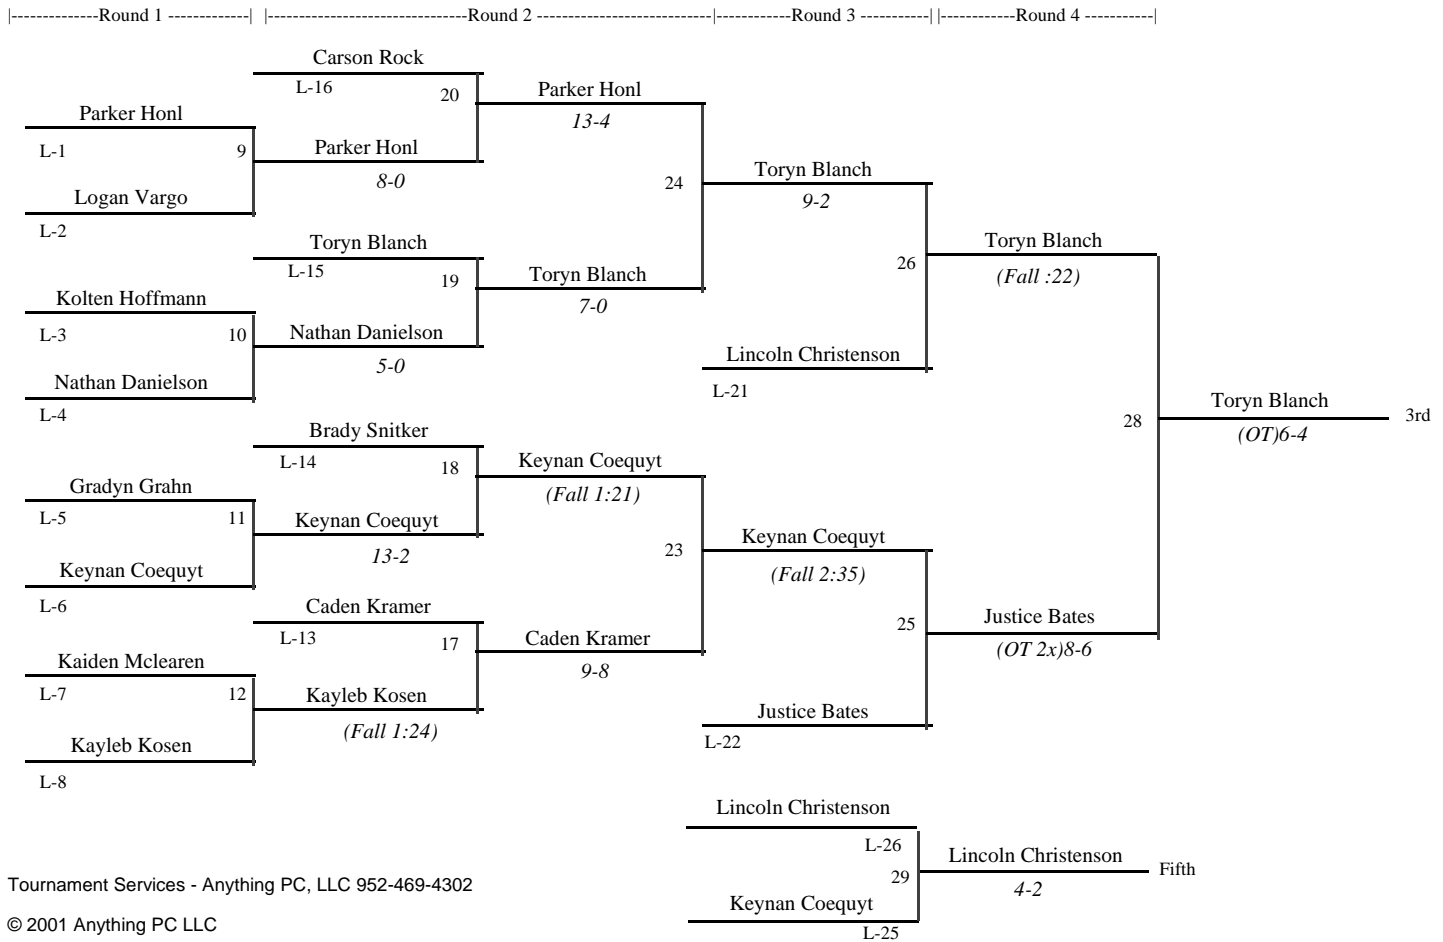 |--------------Round 1 -------------| |--------------------------------Round 2 ----------------------------|------------Round 3 -----------| |------------Round 4 -----------|
Carson Rock
L-16
20
Parker Honl
13-4
Parker Honl
L-1
9
Parker Honl
8-0
Logan Vargo
L-2
24
Toryn Blanch
9-2
Toryn Blanch
L-15
19
Toryn Blanch
7-0
26
Toryn Blanch
(Fall :22)
Kolten Hoffmann
L-3
10
Nathan Danielson
5-0
Nathan Danielson
L-4
Lincoln Christenson
L-21
28
Toryn Blanch
(OT)6-4
3rd
Brady Snitker
L-14
18
Keynan Coequyt
(Fall 1:21)
Gradyn Grahn
L-5
11
Keynan Coequyt
13-2
Keynan Coequyt
L-6
23
Keynan Coequyt
(Fall 2:35)
Caden Kramer
L-13
17
Caden Kramer
9-8
25
Justice Bates
(OT 2x)8-6
Kaiden Mclearen
L-7
12
Kayleb Kosen
(Fall 1:24)
Kayleb Kosen
L-8
Justice Bates
L-22
Lincoln Christenson
L-26
29
Lincoln Christenson
4-2
Fifth
Keynan Coequyt
L-25
Tournament Services - Anything PC, LLC 952-469-4302
© 2001 Anything PC LLC